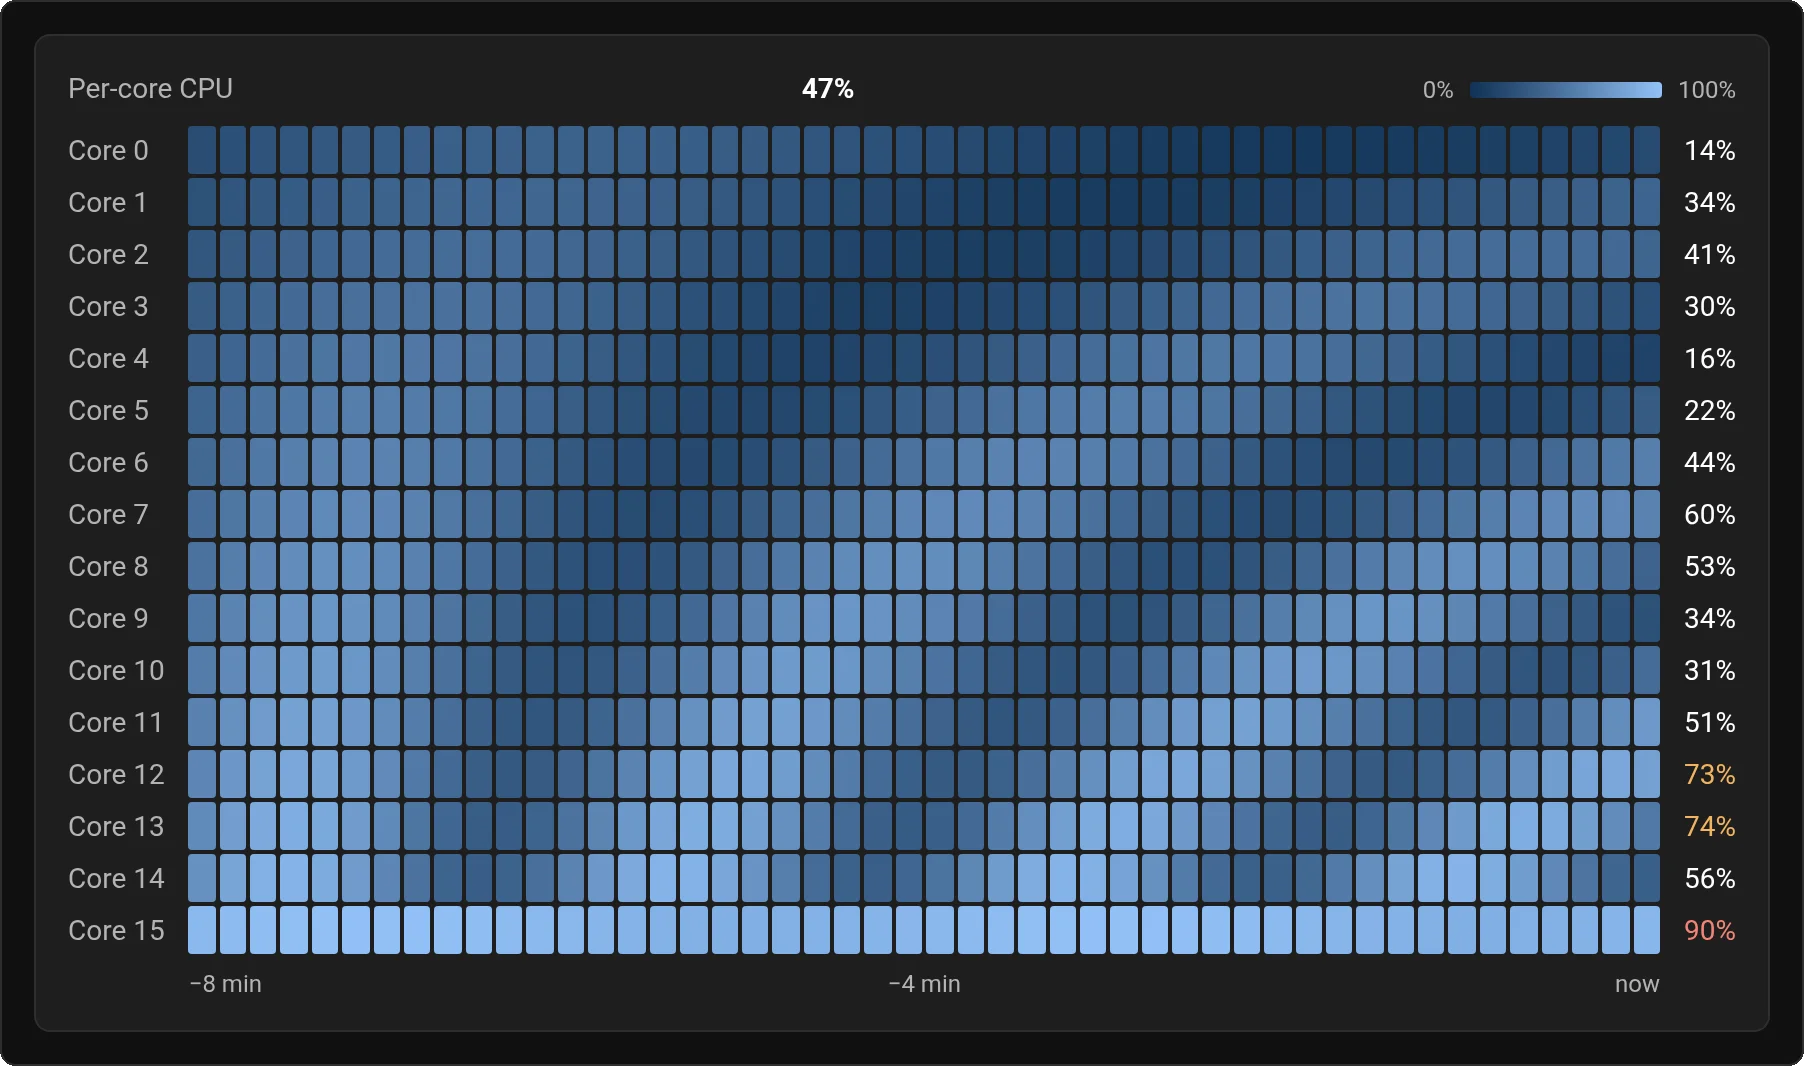 Per-core CPU 47% 0% 100%
Core 0 14%
Core 1 34%
Core 2 41%
Core 3 30%
Core 4 16%
Core 5 22%
Core 6 44%
Core 7 60%
Core 8 53%
Core 9 34%
Core 10 31%
Core 11 51%
Core 12 73%
Core 13 74%
Core 14 56%
Core 15 90%
−8 min −4 min now